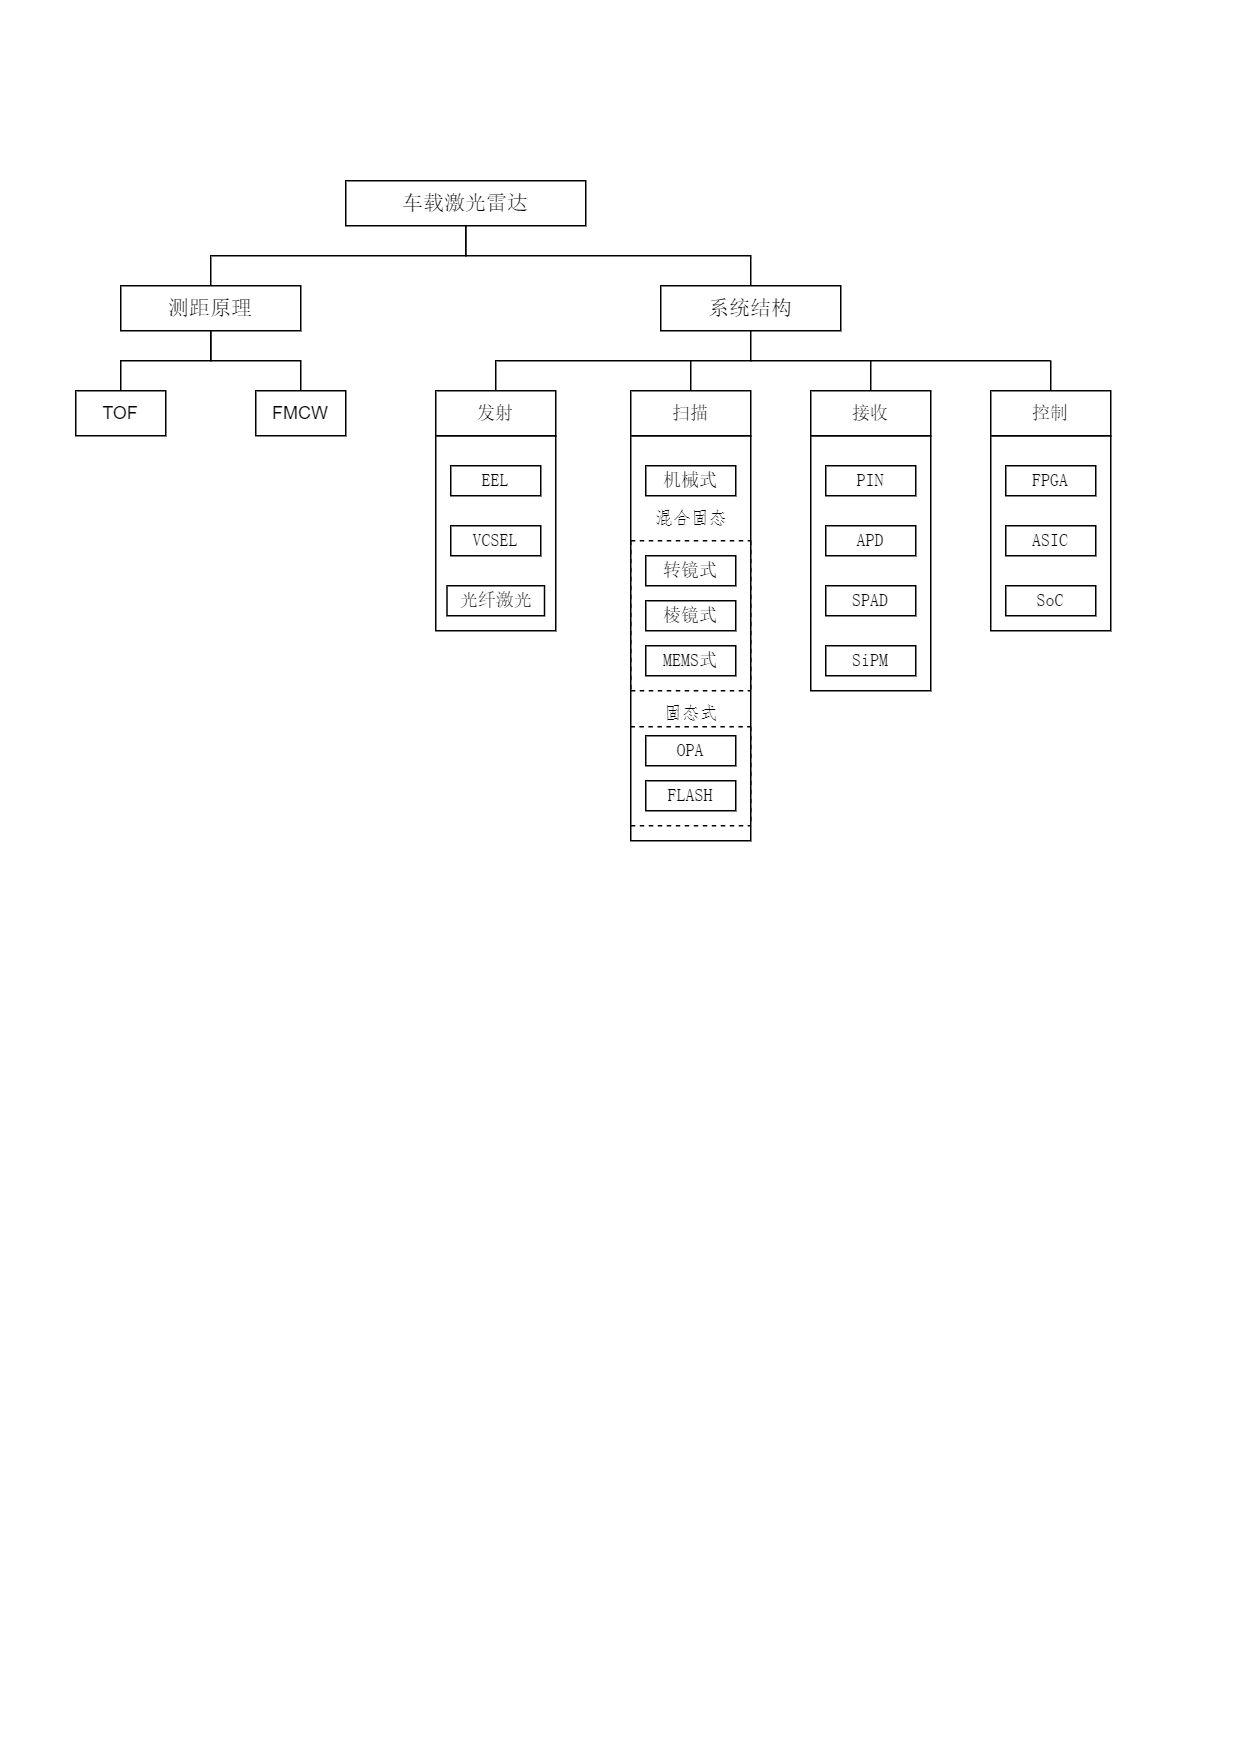 车载激光雷达
测距原理
系统结构
TOF
FMCW
发射
扫描
接收
控制
EEL
VCSEL
光纤激光
机械式
混合固态
转镜式
棱镜式
MEMS式
固态式
OPA
FLASH
PIN
APD
SPAD
SiPM
FPGA
ASIC
SoC